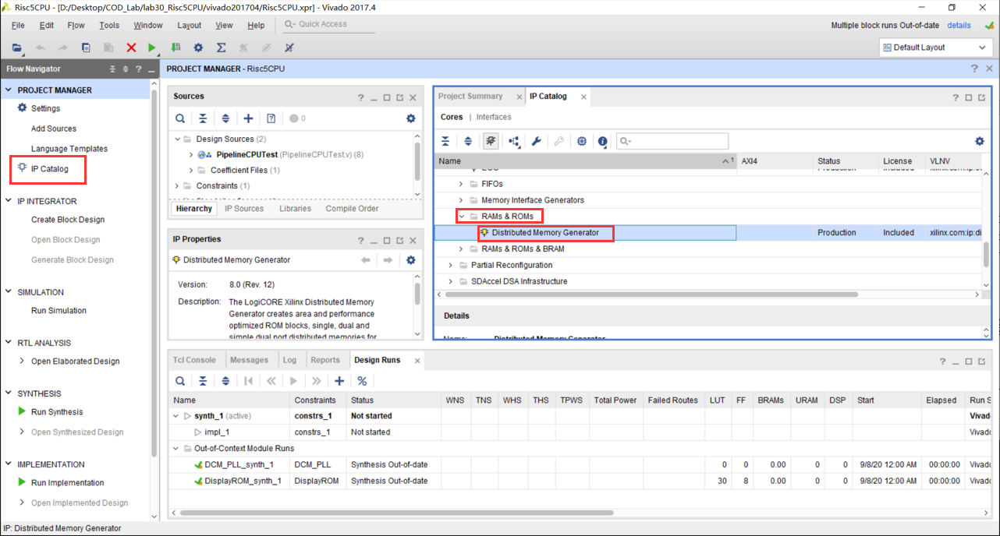 Risc5CPU - [D:/Desktop/COD_Lab/lab30_Risc5CPU/vivado201704/Risc5CPU.xpr] - Vivado 2017.4
File Edit Flow Tools Window Layout View Help Quick Access
Multiple block runs Out-of-date details
Default Layout
Flow Navigator
PROJECT MANAGER
Settings
Add Sources
Language Templates
IP Catalog
IP INTEGRATOR
Create Block Design
Open Block Design
Generate Block Design
SIMULATION
Run Simulation
RTL ANALYSIS
Open Elaborated Design
SYNTHESIS
Run Synthesis
Open Synthesized Design
IMPLEMENTATION
Run Implementation
Open Implemented Design
PROJECT MANAGER - Risc5CPU
Sources
0
Design Sources (2)
PipelineCPUTest (PipelineCPUTest.v) (8)
Coefficient Files (1)
Constraints (1)
Hierarchy IP Sources Libraries Compile Order
IP Properties
Distributed Memory Generator
Version: 8.0 (Rev. 12)
Description: The LogiCORE Xilinx Distributed Memory
Generator creates area and performance
optimized ROM blocks, single, dual and
simple dual port distributed memories for
Project Summary IP Catalog
Cores | Interfaces
Name 1 AXI4 Status License VLNV
Production Included xilinx.com:ip:
FIFOs
Memory Interface Generators
RAMs & ROMs
Distributed Memory Generator Production Included xilinx.com:ip:di
RAMs & ROMs & BRAM
Partial Reconfiguration
SDAccel DSA Infrastructure
Details
Name: Distributed Memory Generator
Tcl Console Messages Log Reports Design Runs
Name Constraints Status WNS TNS WHS THS TPWS Total Power Failed Routes LUT FF BRAMs URAM DSP Start Elapsed Run S
synth_1 (active) constrs_1 Not started Vivado
impl_1 constrs_1 Not started Vivado
Out-of-Context Module Runs
DCM_PLL_synth_1 DCM_PLL Synthesis Out-of-date 0 0 0.00 0 0 9/8/20 12:00 AM 00:00:00 Vivado
DisplayROM_synth_1 DisplayROM Synthesis Out-of-date 30 8 0.00 0 0 9/8/20 12:00 AM 00:00:00 Vivado
IP: Distributed Memory Generator